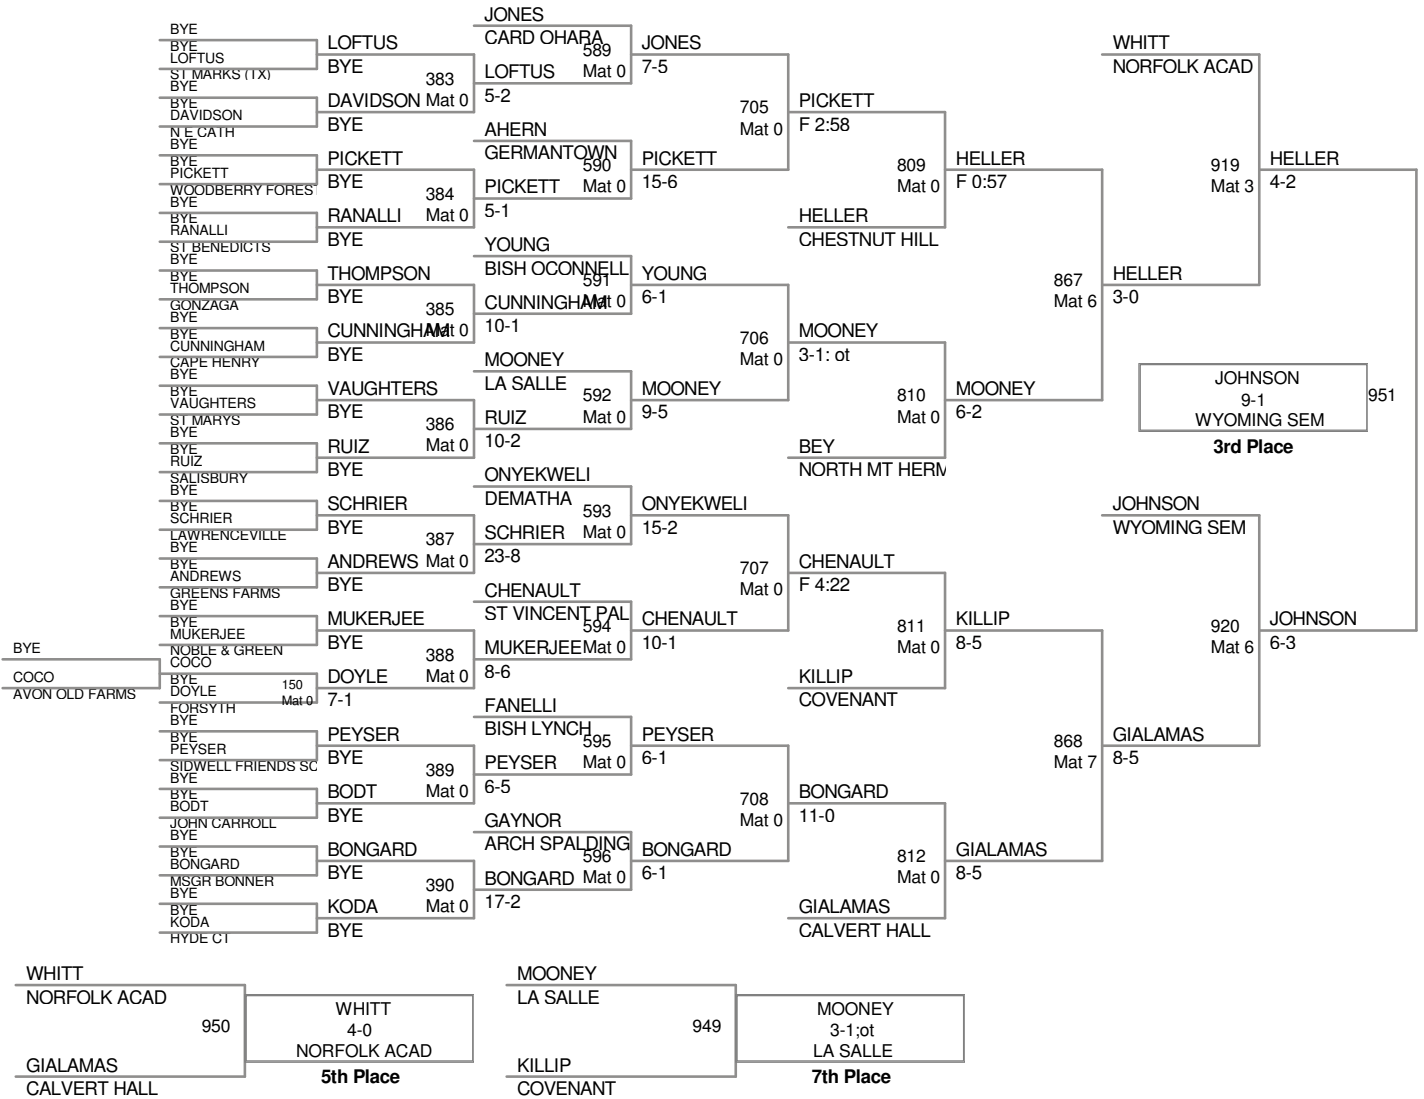 BYE
COCO
AVON OLD FARMS
BYE
BYE
LOFTUS
ST MARKS (TX)
BYE
BYE
DAVIDSON
N E CATH
BYE
BYE
PICKETT
WOODBERRY FOREST
BYE
BYE
RANALLI
ST BENEDICTS
BYE
BYE
THOMPSON
GONZAGA
BYE
BYE
CUNNINGHAM
CAPE HENRY
BYE
BYE
VAUGHTERS
ST MARYS
BYE
BYE
RUIZ
SALISBURY
BYE
BYE
SCHRIER
LAWRENCEVILLE
BYE
BYE
ANDREWS
GREENS FARMS
BYE
BYE
MUKERJEE
NOBLE & GREEN
COCO
BYE
DOYLE
150
Mat 0
FORSYTH
BYE
BYE
PEYSER
SIDWELL FRIENDS SC
BYE
BYE
BODT
JOHN CARROLL
BYE
BYE
BONGARD
MSGR BONNER
BYE
BYE
KODA
HYDE CT
LOFTUS
BYE
383
Mat 0
DAVIDSON
BYE
PICKETT
BYE
384
Mat 0
RANALLI
BYE
THOMPSON
BYE
385
Mat 0
CUNNINGHAM
BYE
VAUGHTERS
BYE
386
Mat 0
RUIZ
BYE
SCHRIER
BYE
387
Mat 0
ANDREWS
BYE
MUKERJEE
BYE
388
Mat 0
DOYLE
7-1
PEYSER
BYE
389
Mat 0
BODT
BYE
BONGARD
BYE
390
Mat 0
KODA
BYE
JONES
CARD OHARA
589
Mat 0
LOFTUS
5-2
AHERN
GERMANTOWN
590
Mat 0
PICKETT
5-1
YOUNG
BISH OCONNELL
591
Mat 0
CUNNINGHAM
10-1
MOONEY
LA SALLE
592
Mat 0
RUIZ
10-2
ONYEKWELI
DEMATHA
593
Mat 0
SCHRIER
23-8
CHENAULT
ST VINCENT PAL
594
Mat 0
MUKERJEE
8-6
FANELLI
BISH LYNCH
595
Mat 0
PEYSER
6-5
GAYNOR
ARCH SPALDING
596
Mat 0
BONGARD
17-2
JONES
7-5
705
Mat 0
PICKETT
15-6
YOUNG
6-1
706
Mat 0
MOONEY
9-5
ONYEKWELI
15-2
707
Mat 0
CHENAULT
10-1
PEYSER
6-1
708
Mat 0
BONGARD
6-1
PICKETT
F 2:58
809
Mat 0
HELLER
CHESTNUT HILL
MOONEY
3-1: ot
810
Mat 0
BEY
NORTH MT HERM
CHENAULT
F 4:22
811
Mat 0
KILLIP
COVENANT
BONGARD
11-0
812
Mat 0
GIALAMAS
CALVERT HALL
HELLER
F 0:57
867
Mat 6
MOONEY
6-2
KILLIP
8-5
868
Mat 7
GIALAMAS
8-5
WHITT
NORFOLK ACAD
919
Mat 3
HELLER
3-0
JOHNSON
WYOMING SEM
920
Mat 6
GIALAMAS
8-5
HELLER
4-2
JOHNSON
9-1
WYOMING SEM
951
3rd Place
JOHNSON
6-3
WHITT
NORFOLK ACAD
950
GIALAMAS
CALVERT HALL
WHITT
4-0
NORFOLK ACAD
5th Place
MOONEY
LA SALLE
949
KILLIP
COVENANT
MOONEY
3-1;ot
LA SALLE
7th Place